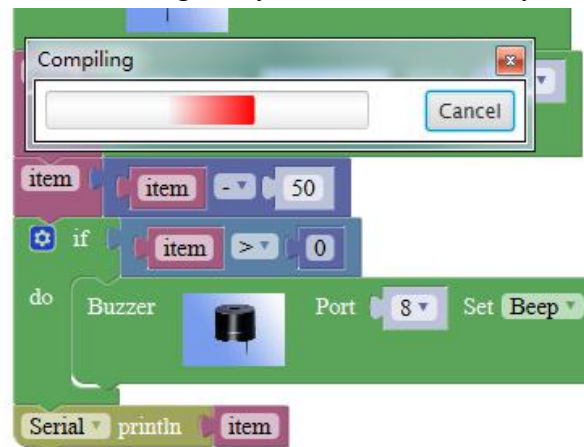 Compiling
Cancel
item item - 50
if item > 0
do Buzzer Port 8 Set Beep
Serial println item